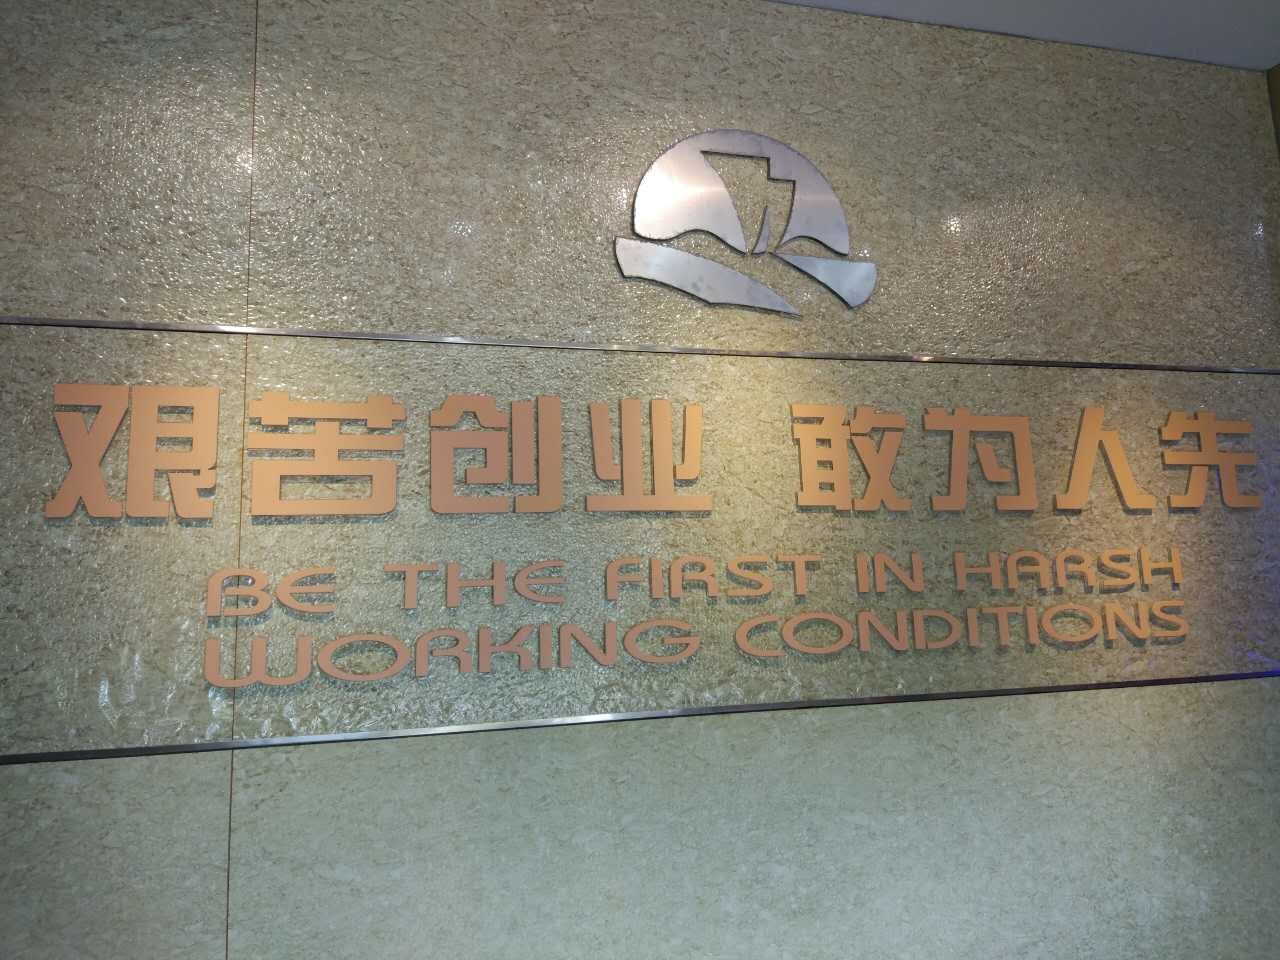 艰苦创业 敢为人先
BE THE FIRST IN HARSH
WORKING CONDITIONS